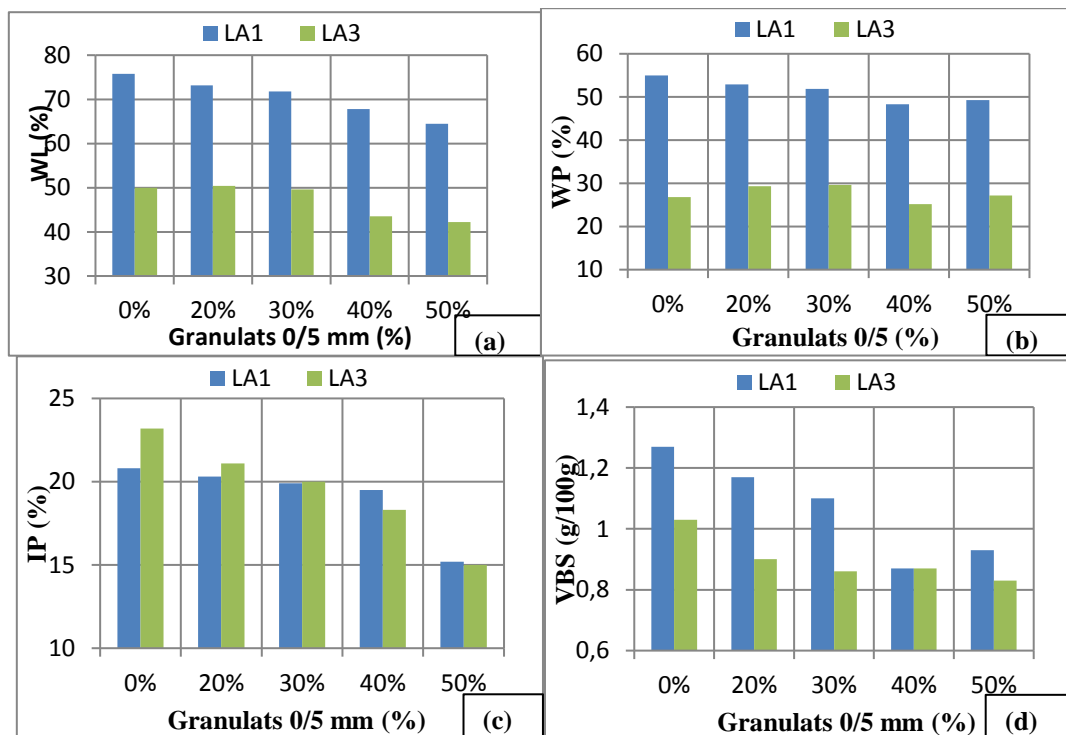 LA1 LA3
80
70
60
50
40
30
WL (%)
0% 20% 30% 40% 50%
Granulats 0/5 mm (%)
(a)
LA1 LA3
60
50
40
30
20
10
WP (%)
0% 20% 30% 40% 50%
Granulats 0/5 (%)
(b)
LA1 LA3
25
20
15
10
IP (%)
0% 20% 30% 40% 50%
Granulats 0/5 mm (%)
(c)
LA1 LA3
1,4
1,2
1
0,8
0,6
VBS (g/100g)
0% 20% 30% 40% 50%
Granulats 0/5 mm (%)
(d)